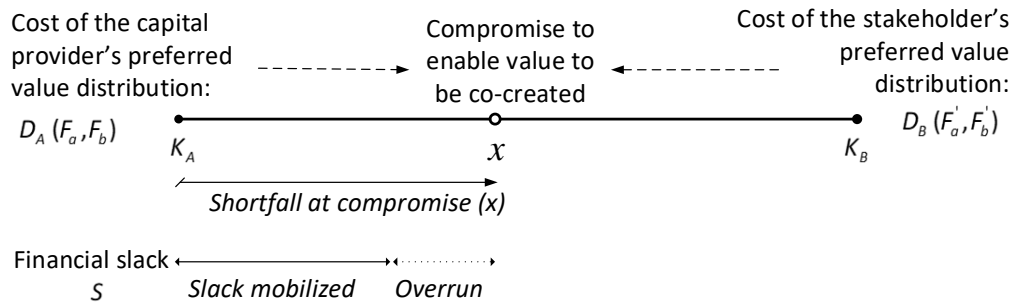 Cost of the capital
provider's preferred
value distribution:
D_A (F_a, F_b)
Compromise to
enable value to
be co-created
Cost of the stakeholder's
preferred value
distribution:
D_B (F'_a, F'_b)
K_A
x
K_B
Shortfall at compromise (x)
Financial slack
S
Slack mobilized
Overrun